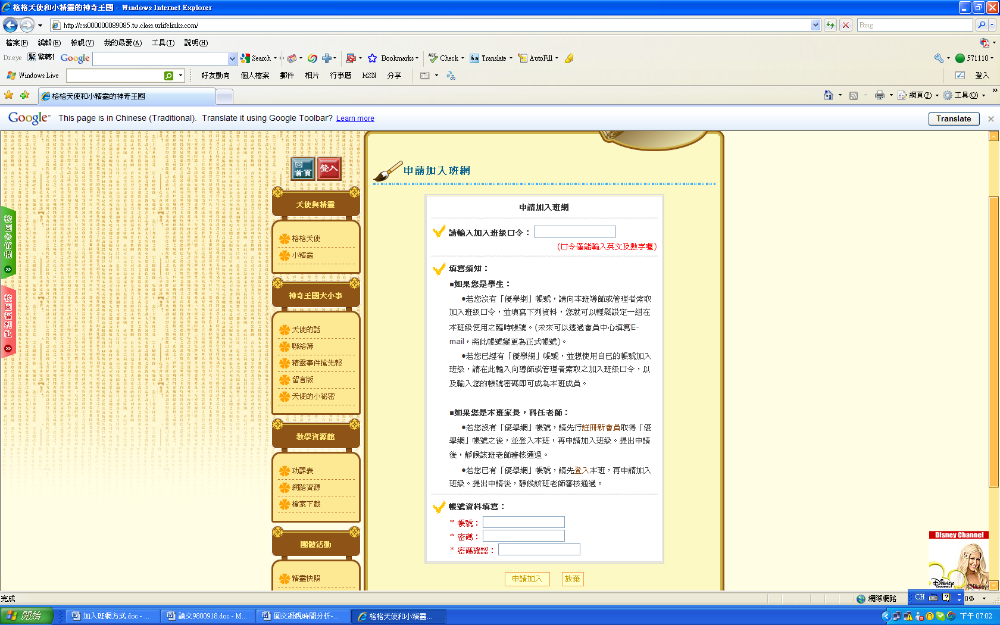 格格天使和小精靈的神奇王國 - Windows Internet Explorer
http://css000000089085.tw.class.urlifelinks.com/
Bing
檔案(F) 編輯(E) 檢視(V) 我的最愛(A) 工具(T) 說明(H)
Dr.eye 繁 繁轉 Google Search Bookmarks Check Translate AutoFill 571110
Windows Live 好友動向 個人檔案 郵件 相片 行事曆 MSN 分享 登入
格格天使和小精靈的神奇王國 網頁(P) 工具(O)
Google This page is in Chinese (Traditional). Translate it using Google Toolbar? Learn more Translate
校園公佈欄
校園福利社
回首頁 登入
天使與精靈
格格天使
小精靈
神奇王國大小事
天使的話
聯絡簿
精靈事件搶先報
留言版
天使的小祕密
教學資源館
功課表
網路資源
檔案下載
團體活動
精靈快照
申請加入班網
申請加入班網
請輸入加入班級口令：
(口令僅能輸入英文及數字喔)
填寫須知：
■如果您是學生：
●若您沒有「優學網」帳號，請向本班導師或管理者索取
加入班級口令，並填寫下列資料，您就可以輕鬆設定一組在
本班級使用之臨時帳號。(未來可以透過會員中心填寫E-
mail，將此帳號變更為正式帳號)。
●若您已經有「優學網」帳號，並想使用自已的帳號加入
班級，請在此輸入向導師或管理者索取之加入班級口令，以
及輸入您的帳號密碼即可成為本班成員。
■如果您是本班家長，科任老師：
●若您沒有「優學網」帳號，請先行註冊新會員取得「優
學網」帳號之後，並登入本班，再申請加入班級。提出申請
後，靜候該班老師審核通過。
●若您已有「優學網」帳號，請先登入本班，再申請加入
班級。提出申請後，靜候該班老師審核通過。
帳號資料填寫：
* 帳號：
* 密碼：
* 密碼確認：
申請加入 放棄
Disney Channel
Disney
CHANNEL
©Disney
完成 網際網路 CH 0%
開始 加入班網方式.doc - ... 論文9800918.doc - M... 圖文凝視時間分析-... 格格天使和小精靈... 下午 07:02